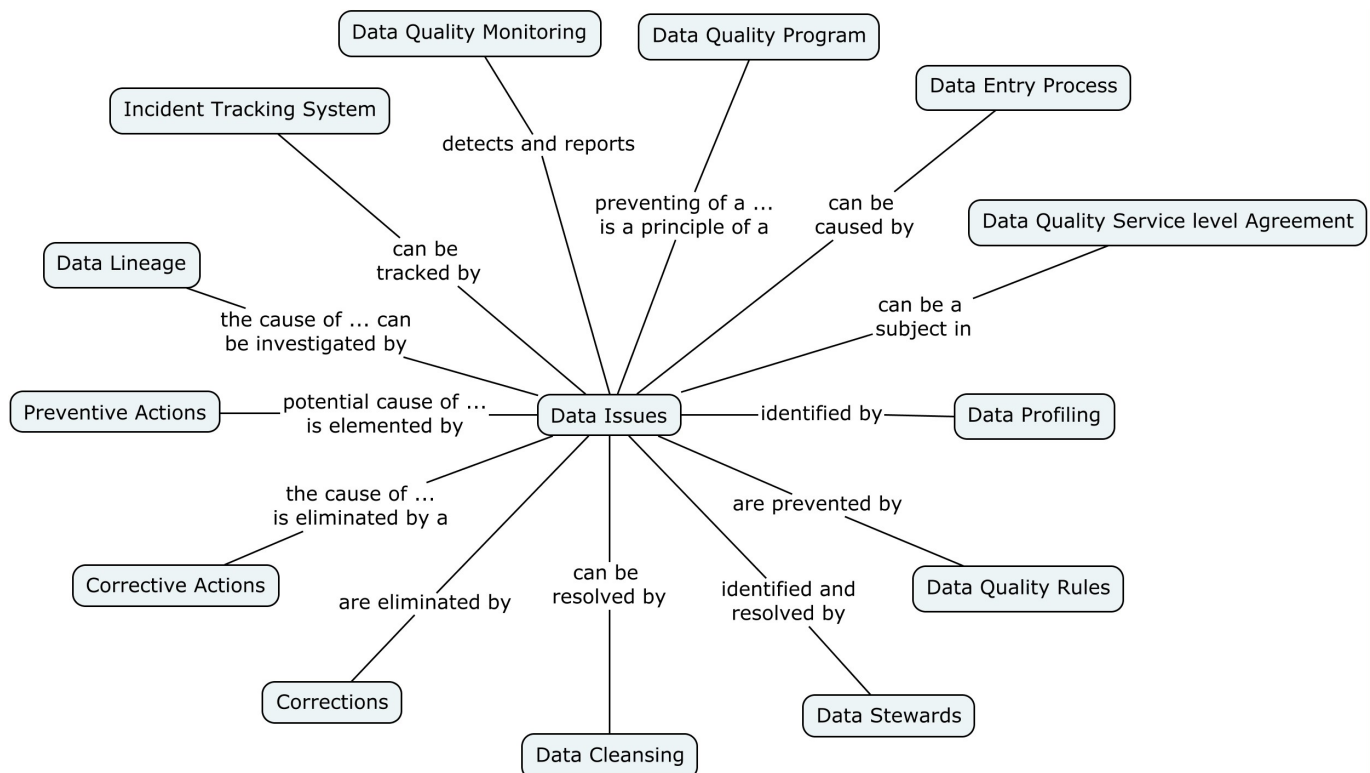 Data Quality Monitoring
Data Quality Program
Data Entry Process
Incident Tracking System
detects and reports
preventing of a ...
is a principle of a
can be
caused by
Data Quality Service level Agreement
can be
tracked by
Data Lineage
the cause of ... can
be investigated by
can be a
subject in
Preventive Actions
potential cause of ...
is elemented by
Data Issues
identified by
Data Profiling
the cause of ...
is eliminated by a
are prevented by
Corrective Actions
are eliminated by
can be
resolved by
identified and
resolved by
Data Quality Rules
Corrections
Data Cleansing
Data Stewards